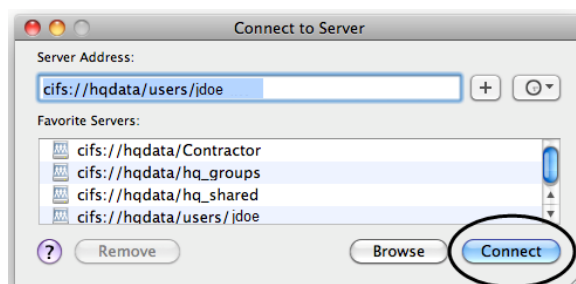 Connect to Server
Server Address:
cifs://hqdata/users/jdoe
+
Favorite Servers:
cifs://hqdata/Contractor
cifs://hqdata/hq_groups
cifs://hqdata/hq_shared
cifs://hqdata/users/jdoe
? Remove Browse Connect